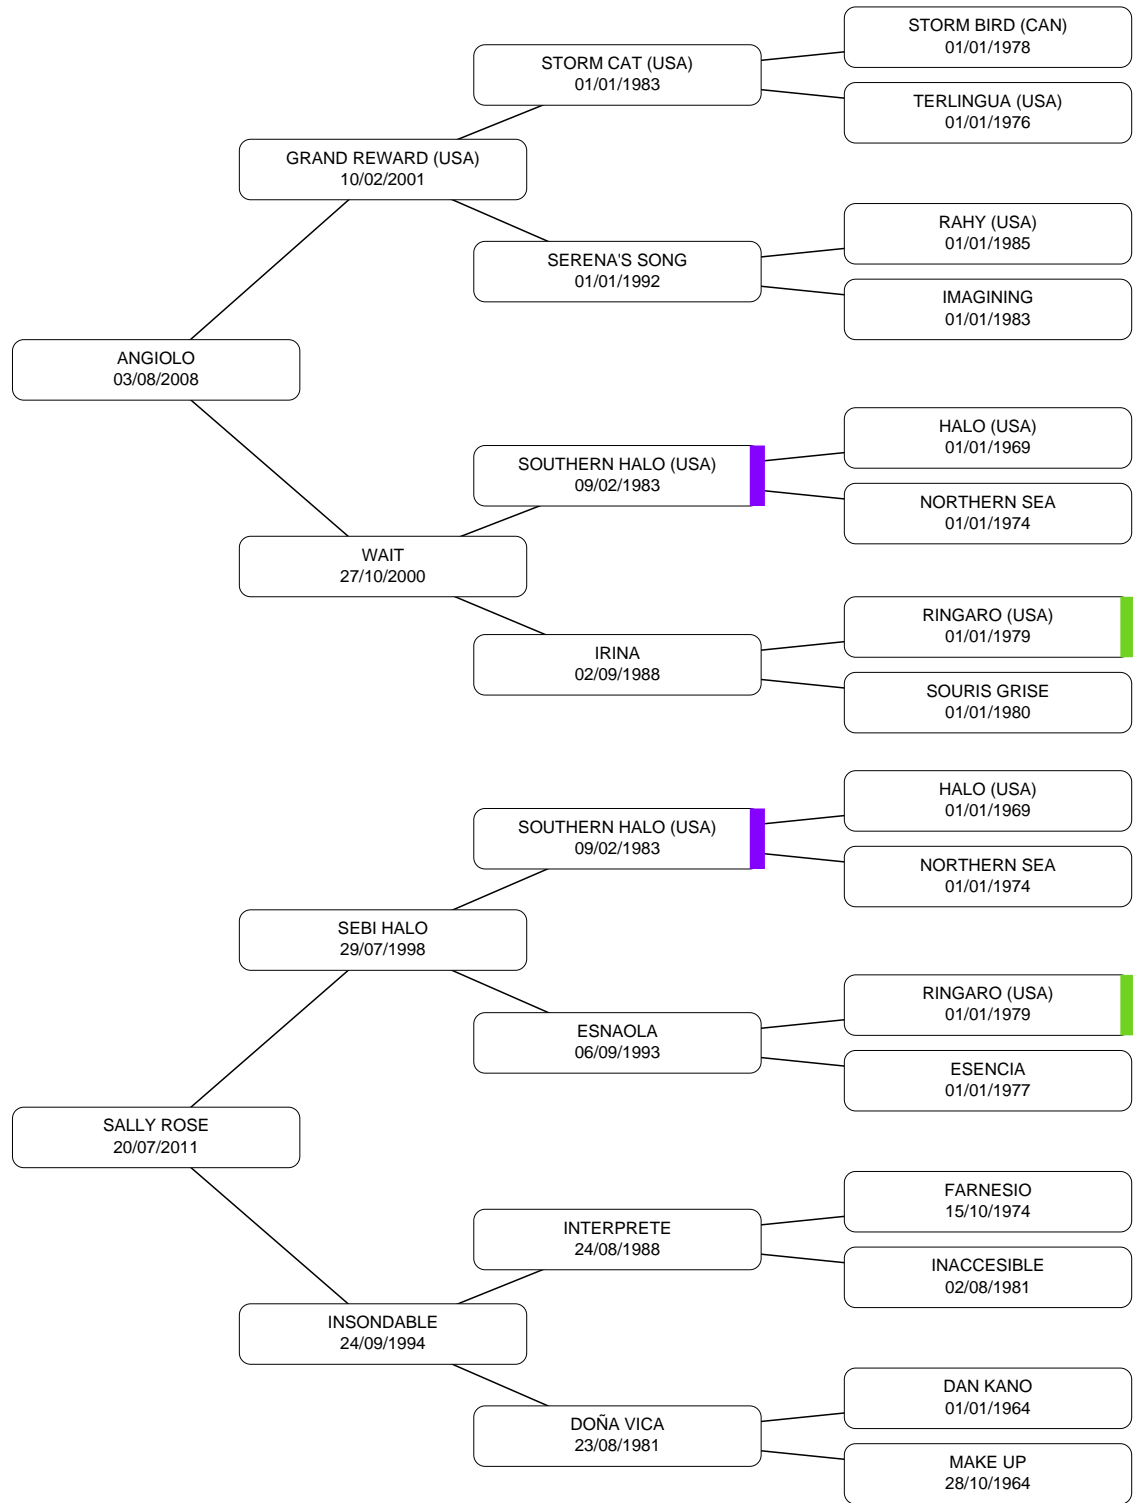 STORM BIRD (CAN)
01/01/1978
STORM CAT (USA)
01/01/1983
TERLINGUA (USA)
01/01/1976
GRAND REWARD (USA)
10/02/2001
RAHY (USA)
01/01/1985
SERENA'S SONG
01/01/1992
IMAGINING
01/01/1983
ANGIOLO
03/08/2008
HALO (USA)
01/01/1969
SOUTHERN HALO (USA)
09/02/1983
NORTHERN SEA
01/01/1974
WAIT
27/10/2000
RINGARO (USA)
01/01/1979
IRINA
02/09/1988
SOURIS GRISE
01/01/1980
HALO (USA)
01/01/1969
SOUTHERN HALO (USA)
09/02/1983
NORTHERN SEA
01/01/1974
SEBI HALO
29/07/1998
RINGARO (USA)
01/01/1979
ESNAOLA
06/09/1993
ESENCIA
01/01/1977
SALLY ROSE
20/07/2011
FARNESIO
15/10/1974
INTERPRETE
24/08/1988
INACCESIBLE
02/08/1981
INSONDABLE
24/09/1994
DAN KANO
01/01/1964
DOÑA VICA
23/08/1981
MAKE UP
28/10/1964